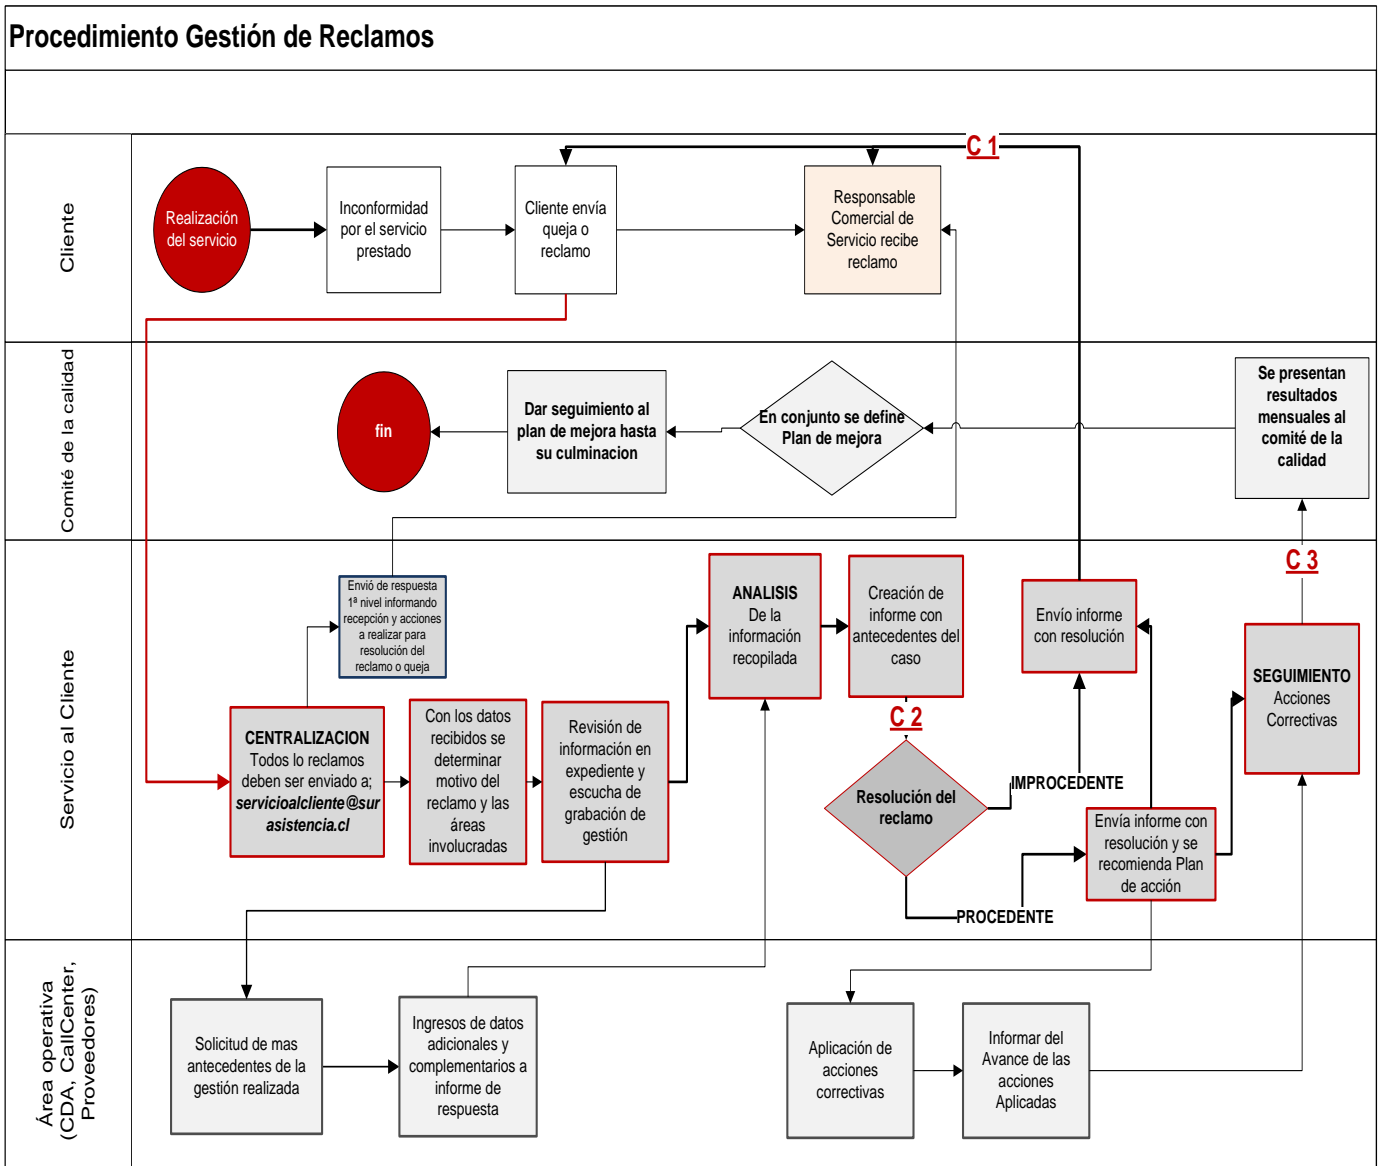 Procedimiento Gestión de Reclamos
Cliente
Realización
del servicio
Inconformidad
por el servicio
prestado
Cliente envía
queja o
reclamo
Responsable
Comercial de
Servicio recibe
reclamo
C 1
Comité de la calidad
fin
Dar seguimiento al
plan de mejora hasta
su culminacion
En conjunto se define
Plan de mejora
Se presentan
resultados
mensuales al
comité de la
calidad
Servicio al Cliente
Envió de respuesta
1ª nivel informando
recepción y acciones
a realizar para
resolución del
reclamo o queja
CENTRALIZACION
Todos lo reclamos
deben ser enviado a;
servicioalcliente@sur
asistencia.cl
Con los datos
recibidos se
determinar
motivo del
reclamo y las
áreas
involucradas
Revisión de
información en
expediente y
escucha de
grabación de
gestión
ANALISIS
De la
información
recopilada
Creación de
informe con
antecedentes del
caso
C 2
Resolución del
reclamo
IMPROCEDENTE
PROCEDENTE
Envío informe
con resolución
Envía informe con
resolución y se
recomienda Plan
de acción
C 3
SEGUIMIENTO
Acciones
Correctivas
Área operativa
(CDA, CallCenter,
Proveedores)
Solicitud de mas
antecedentes de la
gestión realizada
Ingresos de datos
adicionales y
complementarios a
informe de
respuesta
Aplicación de
acciones
correctivas
Informar del
Avance de las
acciones
Aplicadas